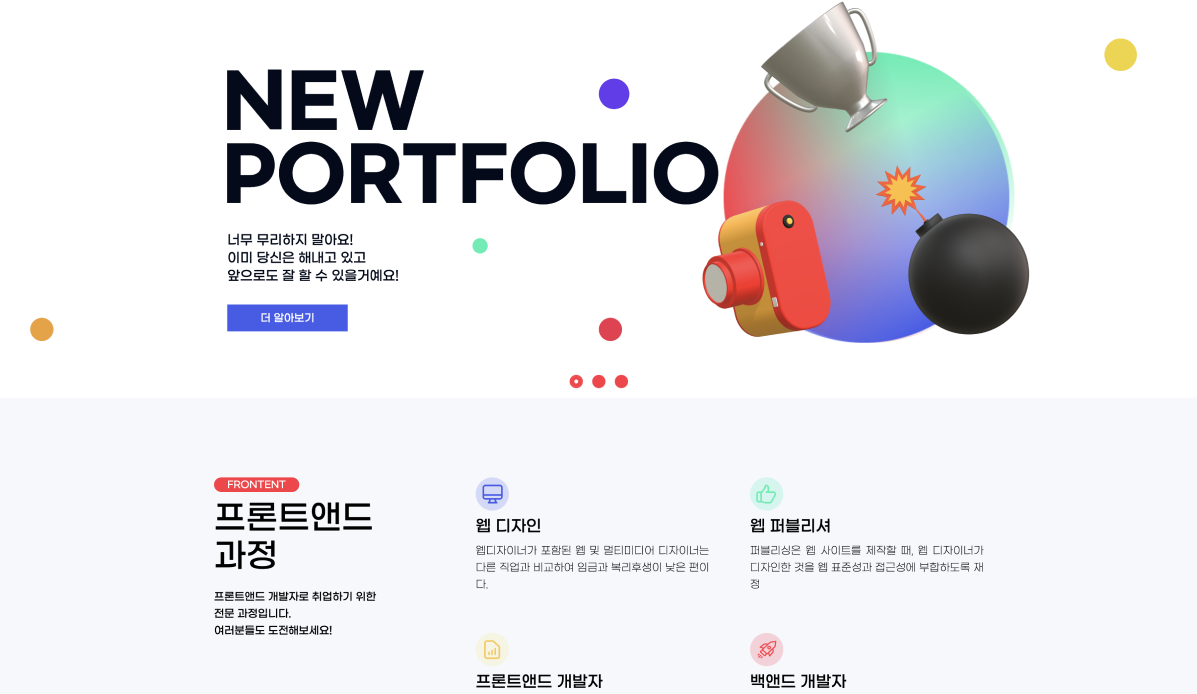 NEW
PORTFOLIO
너무 무리하지 말아요!
이미 당신은 해내고 있고
앞으로도 잘 할 수 있을거예요!
더 알아보기
FRONTENT
프론트앤드
과정
프론트앤드 개발자로 취업하기 위한
전문 과정입니다.
여러분들도 도전해보세요!
웹 디자인
웹디자이너가 포함된 웹 및 멀티미디어 디자이너는
다른 직업과 비교하여 임금과 복리후생이 낮은 편이
다.
웹 퍼블리셔
퍼블리싱은 웹 사이트를 제작할 때, 웹 디자이너가
디자인한 것을 웹 표준성과 접근성에 부합하도록 재
정
프론트앤드 개발자
백앤드 개발자